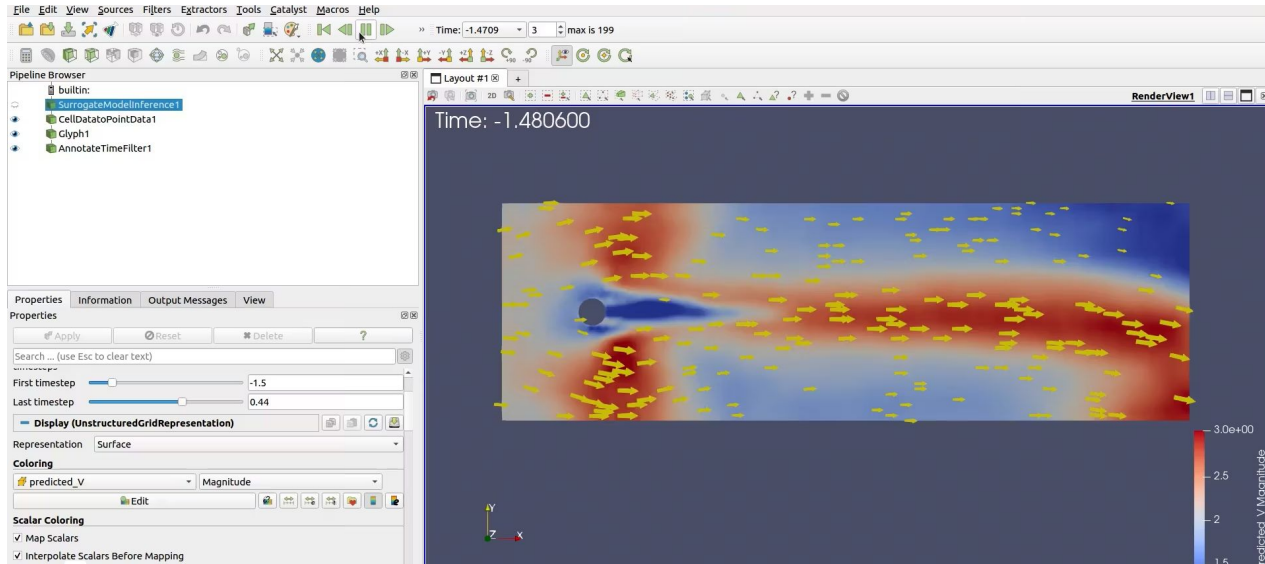 File Edit View Sources Filters Extractors Tools Catalyst Macros Help
Time: -1.4709 3 max is 199
Pipeline Browser
builtin:
SurrogateModelInference1
CellDatatoPointData1
Glyph1
AnnotateTimeFilter1
Layout #1 +
2D RenderView1
Time: -1.480600
Properties Information Output Messages View
Properties
Apply Reset Delete ?
Search ... (use Esc to clear text)
First timestep -1.5
Last timestep 0.44
Display (UnstructuredGridRepresentation)
Representation Surface
Coloring
predicted_V Magnitude
Edit
Scalar Coloring
Map Scalars
Interpolate Scalars Before Mapping
Y
Z X
3.0e+00
2.5
2
1.5
predicted_V Magnitude